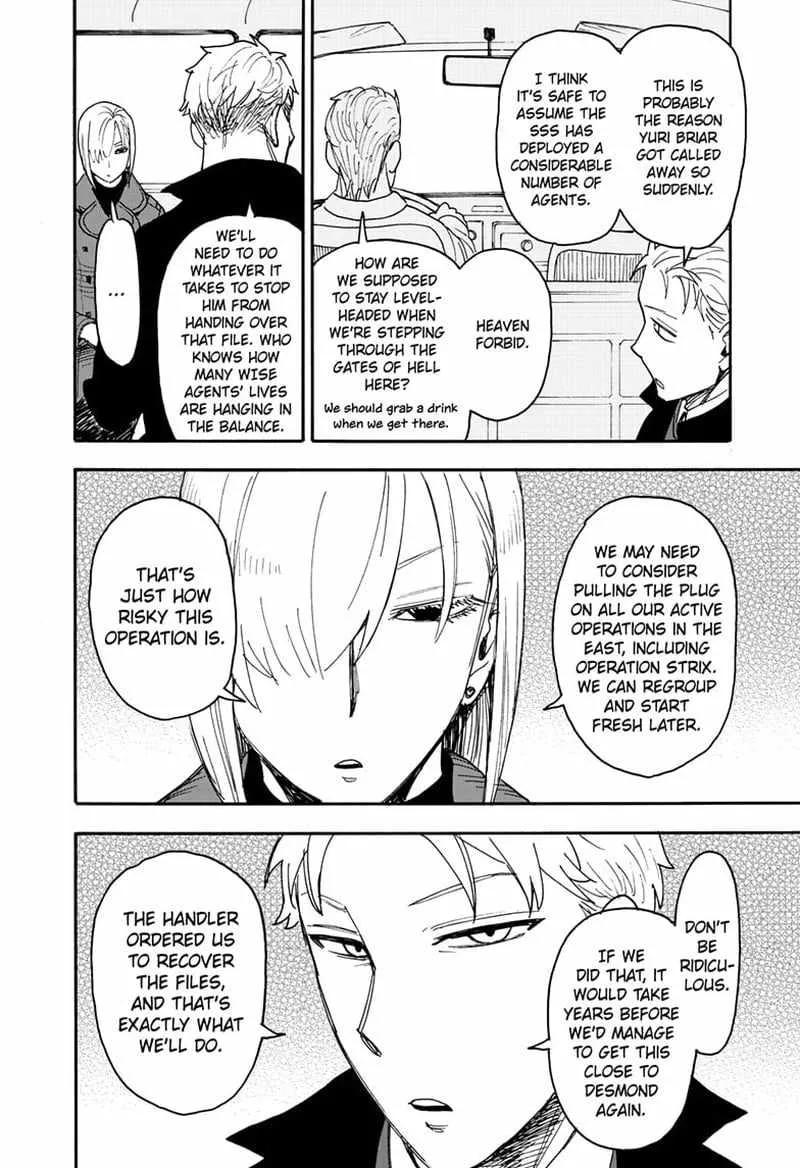 THIS IS
PROBABLY
THE REASON
YURI BRIAR
GOT CALLED
AWAY SO
SUDDENLY.
I THINK
IT'S SAFE TO
ASSUME THE
SSS HAS
DEPLOYED A
CONSIDERABLE
NUMBER OF
AGENTS.
HEAVEN
FORBID.
HOW ARE
WE SUPPOSED
TO STAY LEVEL-
HEADED WHEN
WE'RE STEPPING
THROUGH THE
GATES OF HELL
HERE?
We should grab a drink
when we get there.
WE'LL
NEED TO DO
WHATEVER IT
TAKES TO STOP
HIM FROM
HANDING OVER
THAT FILE. WHO
KNOWS HOW
MANY WISE
AGENTS' LIVES
ARE HANGING IN
THE BALANCE.
...
WE MAY NEED
TO CONSIDER
PULLING THE PLUG
ON ALL OUR ACTIVE
OPERATIONS IN THE
EAST, INCLUDING
OPERATION STRIX.
WE CAN REGROUP
AND START
FRESH LATER.
THAT'S
JUST HOW
RISKY THIS
OPERATION IS.
DON'T
BE
RIDICU-
LOUS.
IF WE
DID THAT, IT
WOULD TAKE
YEARS BEFORE
WE'D MANAGE
TO GET THIS
CLOSE TO
DESMOND
AGAIN.
THE HANDLER
ORDERED US
TO RECOVER
THE FILES,
AND THAT'S
EXACTLY WHAT
WE'LL DO.